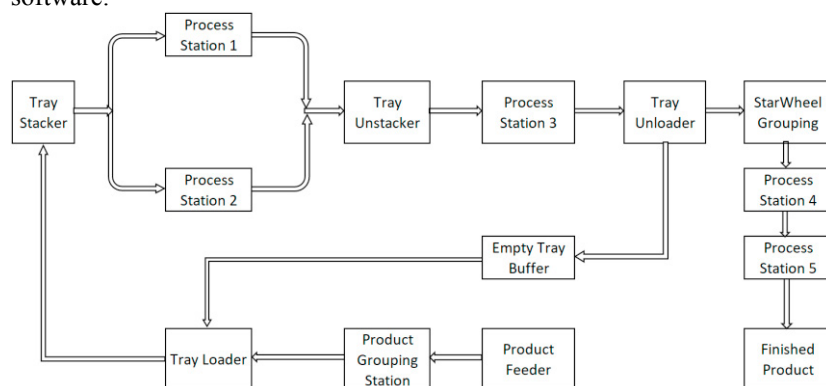 software.
Process
Station 1
Tray
Stacker
Tray
Unstacker
Process
Station 3
Tray
Unloader
StarWheel
Grouping
Process
Station 2
Process
Station 4
Empty Tray
Buffer
Process
Station 5
Tray Loader
Product
Grouping
Station
Product
Feeder
Finished
Product